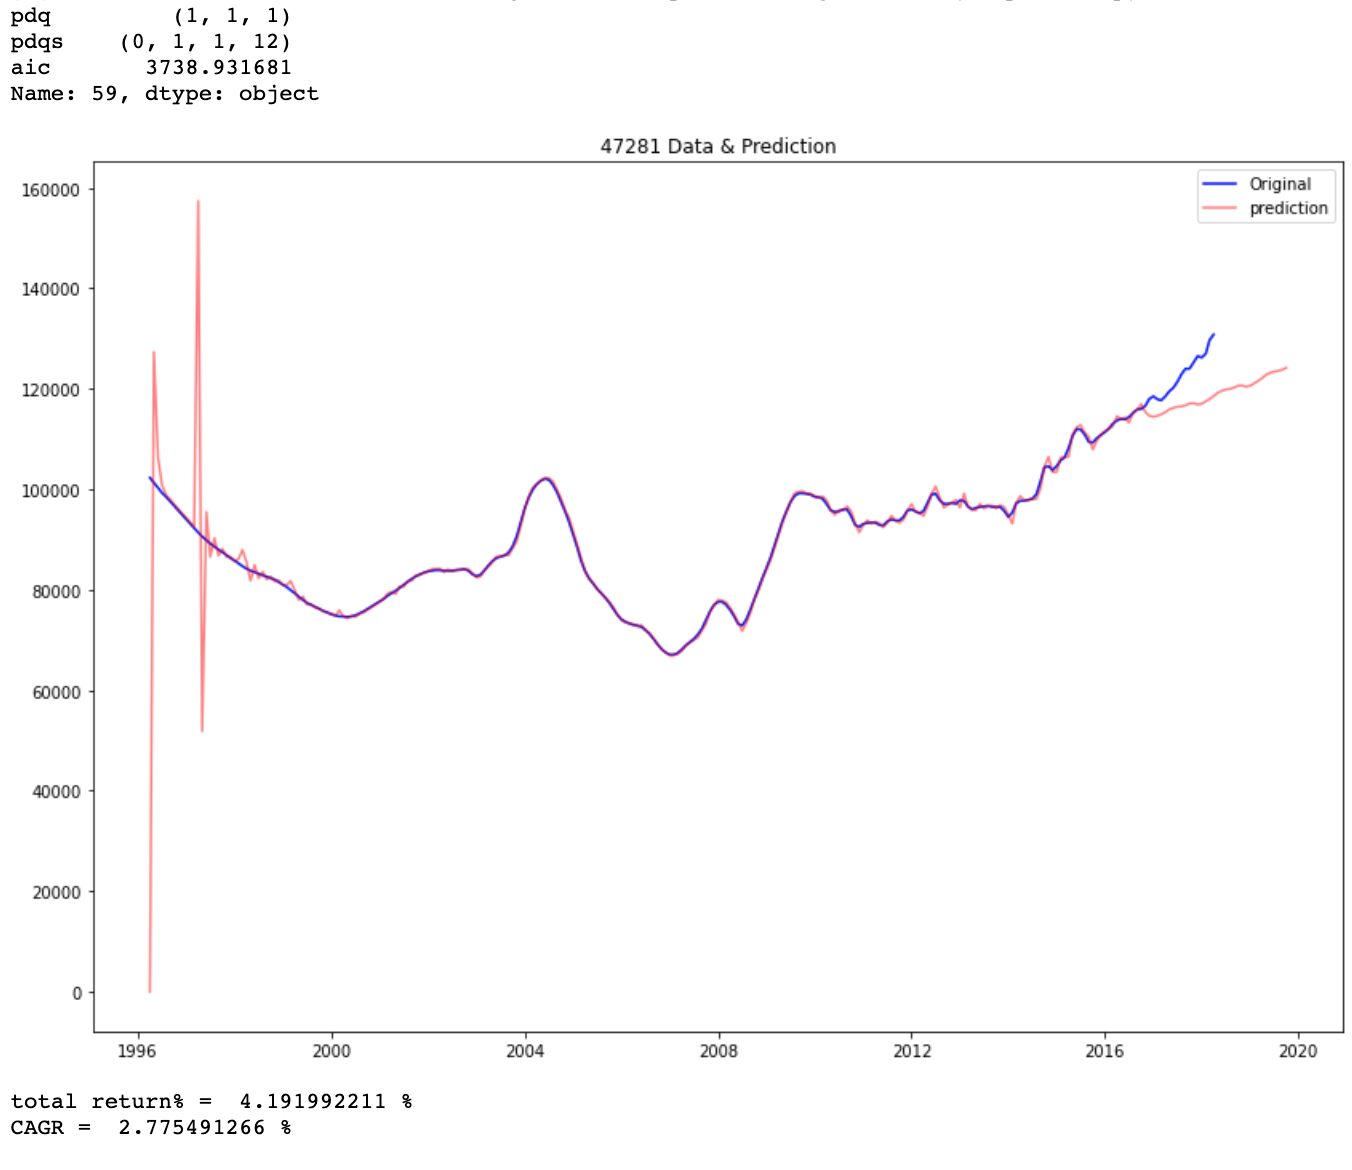 pdq (1, 1, 1)
pdqs (0, 1, 1, 12)
aic 3738.931681
Name: 59, dtype: object
47281 Data & Prediction
Original
prediction
160000
140000
120000
100000
80000
60000
40000
20000
0
1996 2000 2004 2008 2012 2016 2020
total return% = 4.191992211 %
CAGR = 2.775491266 %